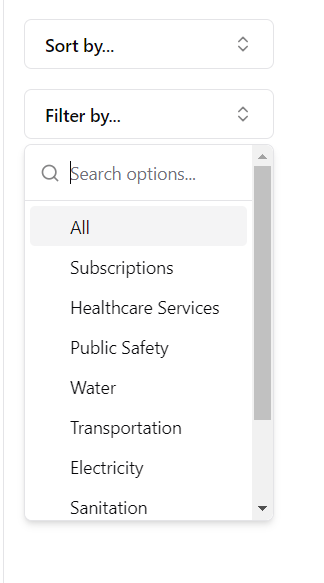 Sort by...
Filter by...
Search options...
All
Subscriptions
Healthcare Services
Public Safety
Water
Transportation
Electricity
Sanitation